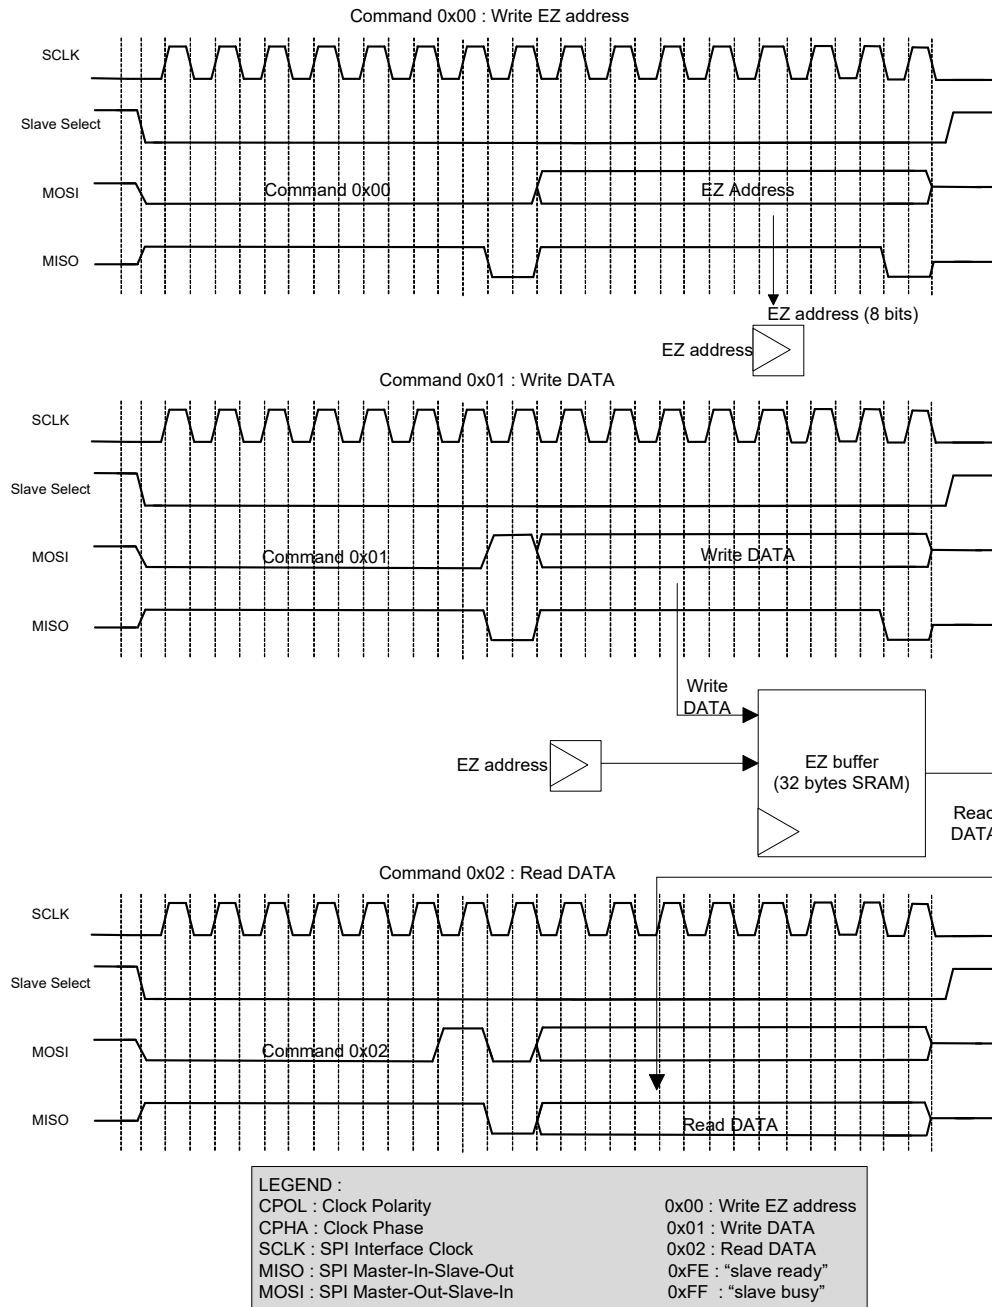 Command 0x00 : Write EZ address
SCLK
Slave Select
MOSI
Command 0x00
EZ Address
MISO
EZ address (8 bits)
EZ address
Command 0x01 : Write DATA
SCLK
Slave Select
MOSI
Command 0x01
Write DATA
MISO
Write
DATA
EZ address
EZ buffer
(32 bytes SRAM)
Read
DATA
Command 0x02 : Read DATA
SCLK
Slave Select
MOSI
Command 0x02
MISO
Read DATA
LEGEND :
CPOL : Clock Polarity
0x00 : Write EZ address
CPHA : Clock Phase
0x01 : Write DATA
SCLK : SPI Interface Clock
0x02 : Read DATA
MISO : SPI Master-In-Slave-Out
0xFE : “slave ready”
MOSI : SPI Master-Out-Slave-In
0xFF : “slave busy”